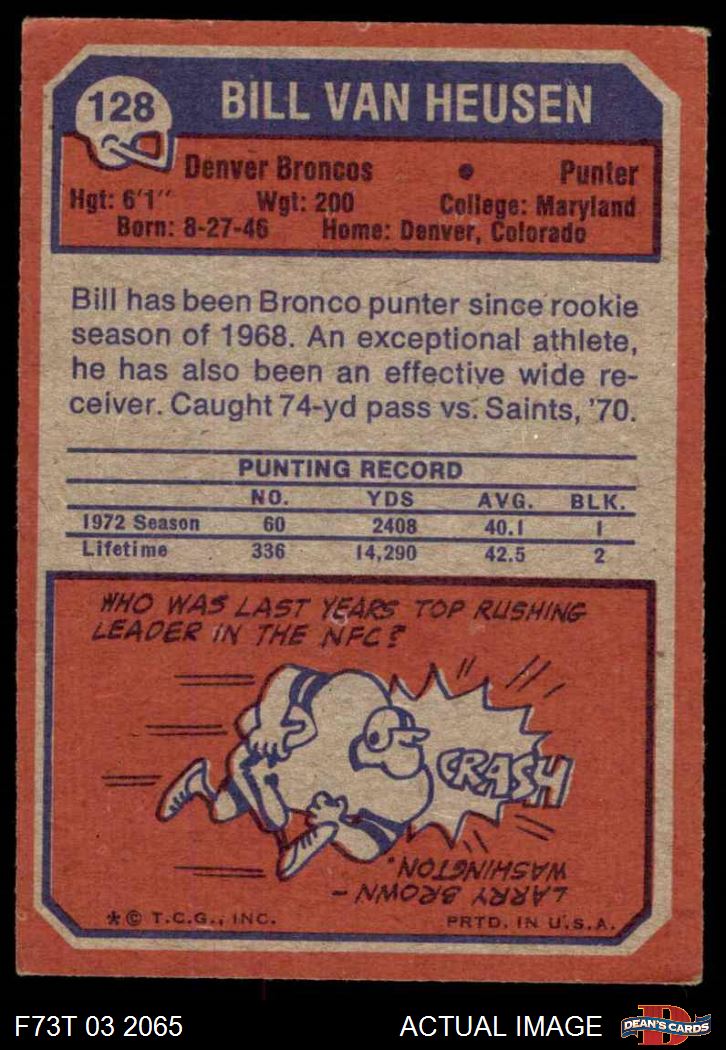 128
BILL VAN HEUSEN
Denver Broncos • Punter
Hgt: 6'1" Wgt: 200 College: Maryland
Born: 8-27-46 Home: Denver, Colorado
Bill has been Bronco punter since rookie
season of 1968. An exceptional athlete,
he has also been an effective wide re-
ceiver. Caught 74-yd pass vs. Saints, '70.
PUNTING RECORD
NO. YDS AVG. BLK.
1972 Season 60 2408 40.1 1
Lifetime 336 14,290 42.5 2
WHO WAS LAST YEARS TOP RUSHING
LEADER IN THE NFC?
CRASH
LARRY BROWN –
WASHINGTON.
*© T.C.G., INC. PRTD. IN U.S.A.
F73T 03 2065 ACTUAL IMAGE
D
DEAN'S CARDS